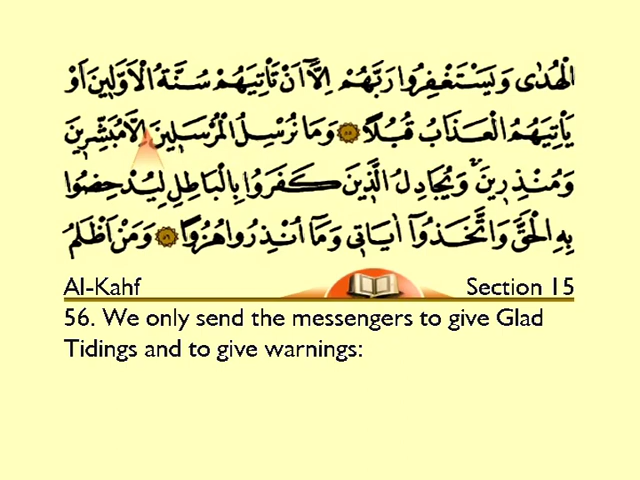 الْهُدٰى وَيَسْتَغْفِرُوا رَبَّهُمْ اِلَّٓا اَنْ تَاْتِيَهُمْ سُنَّةُ الْاَوَّلٖينَ اَوْ
يَاْتِيَهُمُ الْعَذَابُ قُبُلًا ﴿٥٥﴾ وَمَا نُرْسِلُ الْمُرْسَلٖينَ اِلَّا مُبَشِّرٖينَ
وَمُنْذِرٖينَۚ وَيُجَادِلُ الَّذٖينَ كَفَرُوا بِالْبَاطِلِ لِيُدْحِضُوا
بِهِ الْحَقَّ وَاتَّخَذُٓوا اٰيَاتٖى وَمَٓا اُنْذِرُوا هُزُوًا ﴿٥٦﴾ وَمَنْ اَظْلَمُ
Al-Kahf Section 15
56. We only send the messengers to give Glad
Tidings and to give warnings: